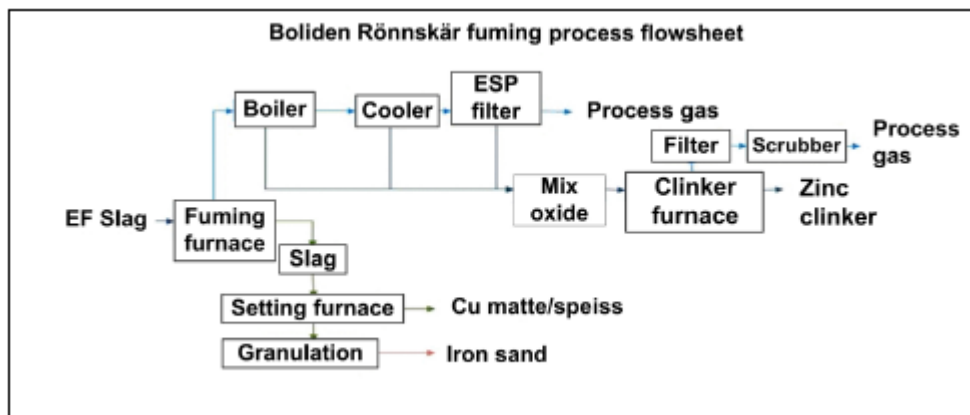 Boliden Rönnskär fuming process flowsheet
ESP
filter
Boiler
Cooler
Process gas
Process
gas
Filter
Scrubber
Mix
oxide
Clinker
furnace
Zinc
clinker
EF Slag
Fuming
furnace
Slag
Setting furnace
Cu matte/speiss
Granulation
Iron sand